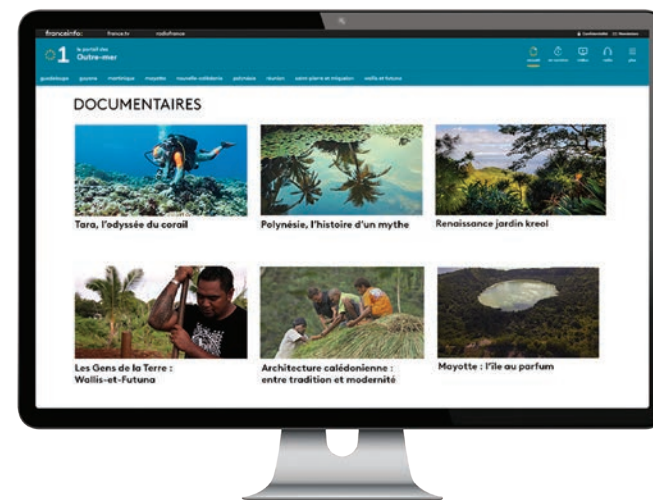 franceinfo: france.tv radiofrance
1 le portail des
Outre-mer
guadeloupe guyane martinique mayotte nouvelle-calédonie polynésie réunion saint-pierre et miquelon wallis et futuna
DOCUMENTAIRES
Tara, l'odyssée du corail
Polynésie, l'histoire d'un mythe
Renaissance jardin kreol
Les Gens de la Terre :
Wallis-et-Futuna
Architecture calédonienne :
entre tradition et modernité
Mayotte : l'île au parfum